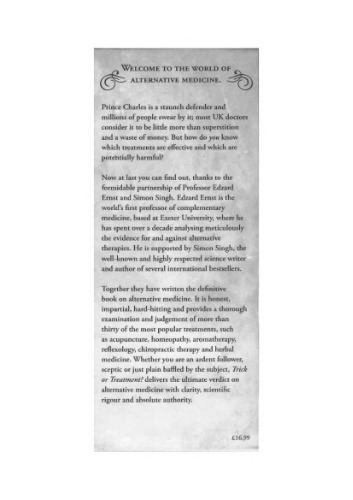 WELCOME TO THE WORLD OF
ALTERNATIVE MEDICINE.
Prince Charles is a staunch defender and
millions of people swear by it; most UK doctors
consider it to be little more than superstition
and a waste of money. But how do you know
which treatments are effective and which are
potentially harmful?
Now at last you can find out, thanks to the
formidable partnership of Professor Edzard
Ernst and Simon Singh. Edzard Ernst is the
world's first professor of complementary
medicine, based at Exeter University, where he
has spent over a decade analysing meticulously
the evidence for and against alternative
therapies. He is supported by Simon Singh, the
well-known and highly respected science writer
and author of several international bestsellers.
Together they have written the definitive
book on alternative medicine. It is honest,
impartial, hard-hitting and provides a thorough
examination and judgement of more than
thirty of the most popular treatments, such
as acupuncture, homeopathy, aromatherapy,
reflexology, chiropractic therapy and herbal
medicine. Whether you are an ardent follower,
sceptic or just plain baffled by the subject, Trick
or Treatment? delivers the ultimate verdict on
alternative medicine with clarity, scientific
rigour and absolute authority.
£16.99